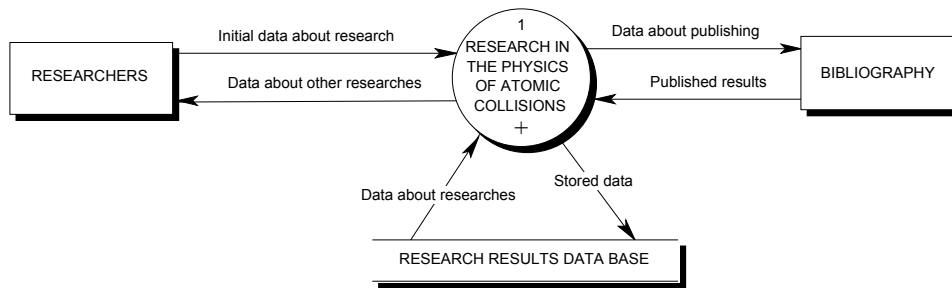 1
Initial data about research
RESEARCH IN
THE PHYSICS
OF ATOMIC
COLLISIONS
+
Data about publishing
RESEARCHERS
BIBLIOGRAPHY
Data about other researches
Published results
Data about researches
Stored data
RESEARCH RESULTS DATA BASE